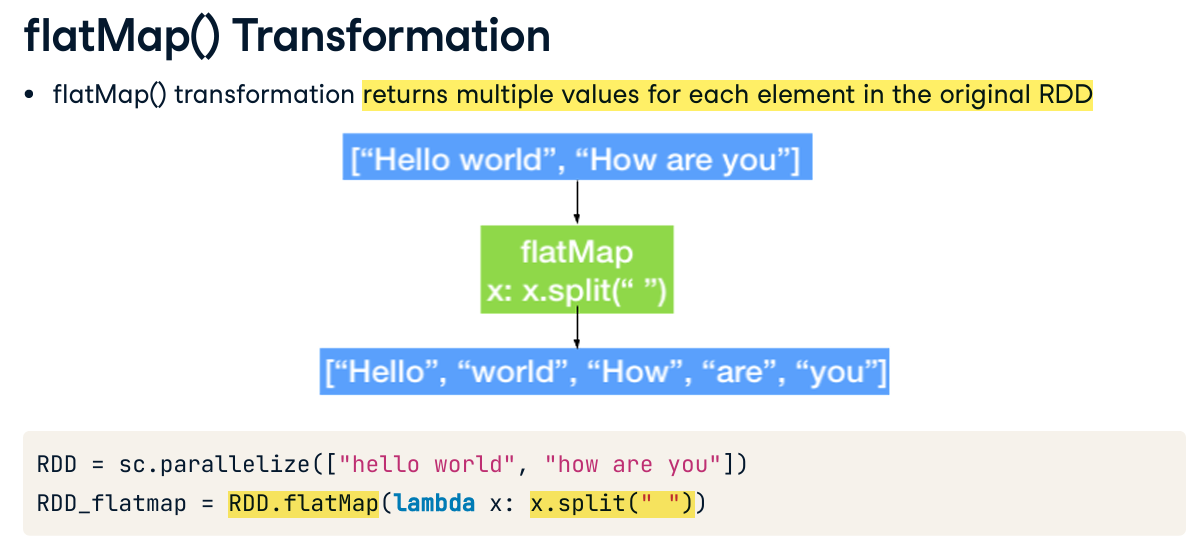 flatMap() Transformation
• flatMap() transformation returns multiple values for each element in the original RDD
[“Hello world”, “How are you”]
flatMap
x: x.split(“ ”)
[“Hello”, “world”, “How”, “are”, “you”]
RDD = sc.parallelize(["hello world", "how are you"])
RDD_flatmap = RDD.flatMap(lambda x: x.split(" "))